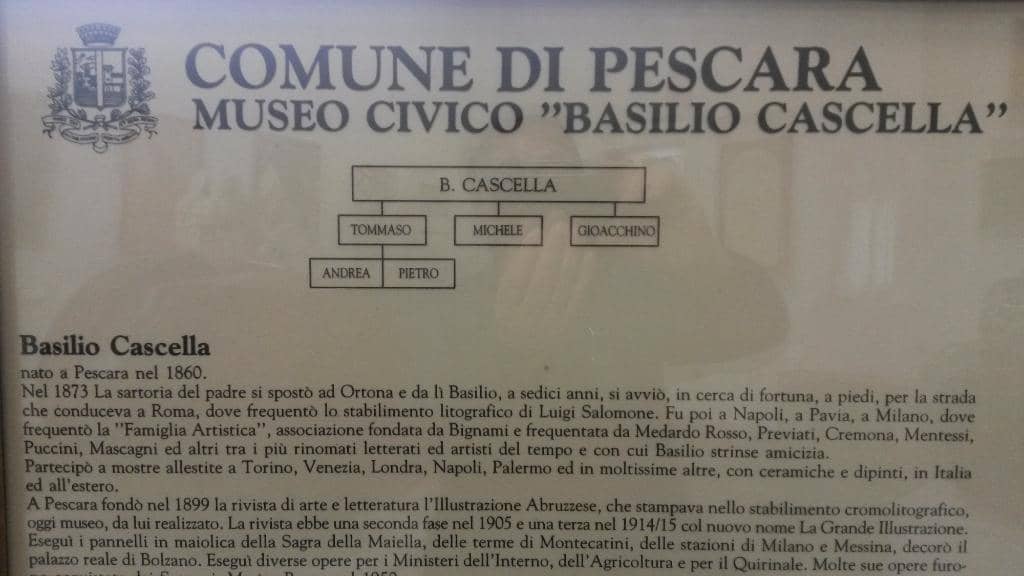 COMUNE DI PESCARA
MUSEO CIVICO "BASILIO CASCELLA"
B. CASCELLA
TOMMASO MICHELE GIOACCHINO
ANDREA PIETRO
Basilio Cascella
nato a Pescara nel 1860.
Nel 1873 La sartoria del padre si spostò ad Ortona e da lì Basilio, a sedici anni, si avviò, in cerca di fortuna, a piedi, per la strada
che conduceva a Roma, dove frequentò lo stabilimento litografico di Luigi Salomone. Fu poi a Napoli, a Pavia, a Milano, dove
frequentò la "Famiglia Artistica", associazione fondata da Bignami e frequentata da Medardo Rosso, Previati, Cremona, Mentessi,
Puccini, Mascagni ed altri tra i più rinomati letterati ed artisti del tempo e con cui Basilio strinse amicizia.
Partecipò a mostre allestite a Torino, Venezia, Londra, Napoli, Palermo ed in moltissime altre, con ceramiche e dipinti, in Italia
ed all'estero.
A Pescara fondò nel 1899 la rivista di arte e letteratura l'Illustrazione Abruzzese, che stampava nello stabilimento cromolitografico,
oggi museo, da lui realizzato. La rivista ebbe una seconda fase nel 1905 e una terza nel 1914/15 col nuovo nome La Grande Illustrazione.
Eseguì i pannelli in maiolica della Sagra della Maiella, delle terme di Montecatini, delle stazioni di Milano e Messina, decorò il
palazzo reale di Bolzano. Eseguì diverse opere per i Ministeri dell'Interno, dell'Agricoltura e per il Quirinale. Molte sue opere furo-